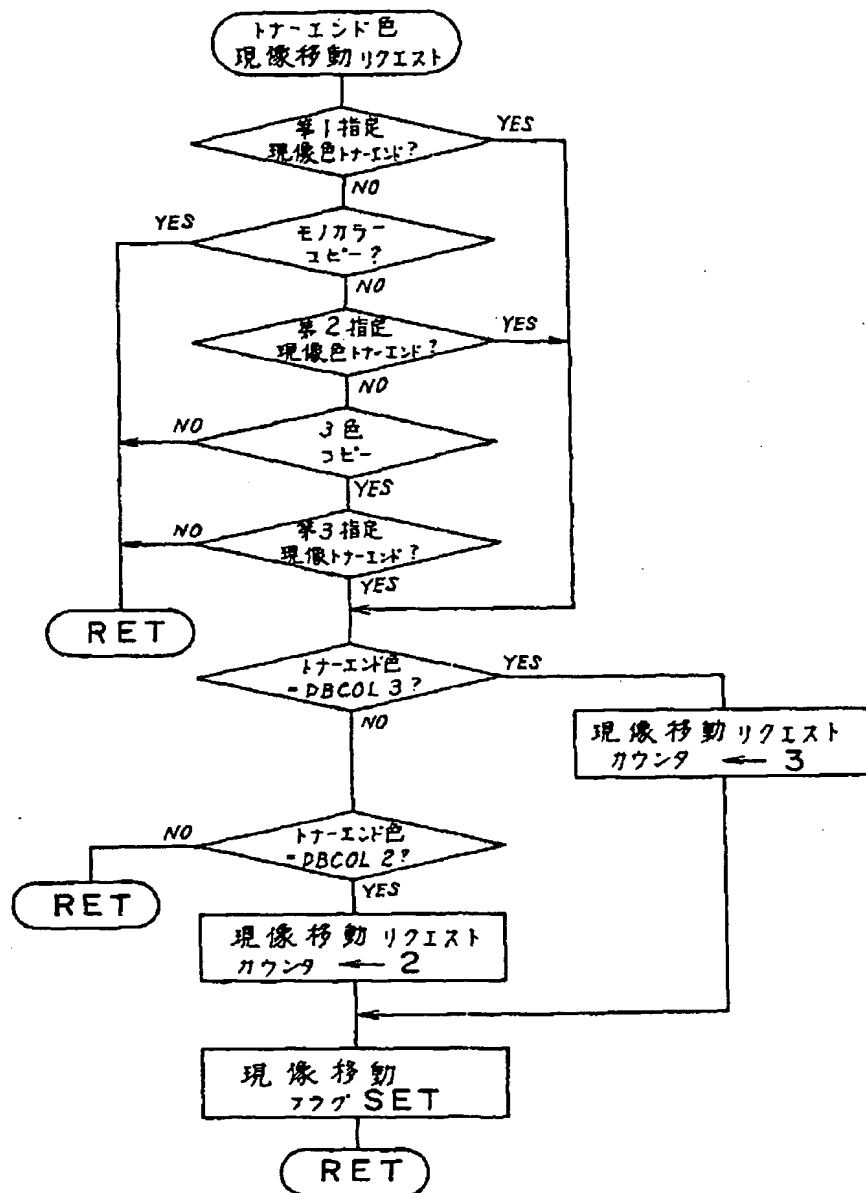 トナーエンド色
現像移動リクエスト
第1指定
現像色トナーエンド?
YES
NO
モノカラー
コピー?
YES
NO
第2指定
現像色トナーエンド?
YES
NO
3色
コピー
NO
YES
第3指定
現像トナーエンド?
NO
YES
RET
トナーエンド色
=DBCOL 3?
YES
NO
現像移動リクエスト
カウンタ ← 3
トナーエンド色
=DBCOL 2?
NO
YES
RET
現像移動リクエスト
カウンタ ← 2
現像移動
フラグSET
RET